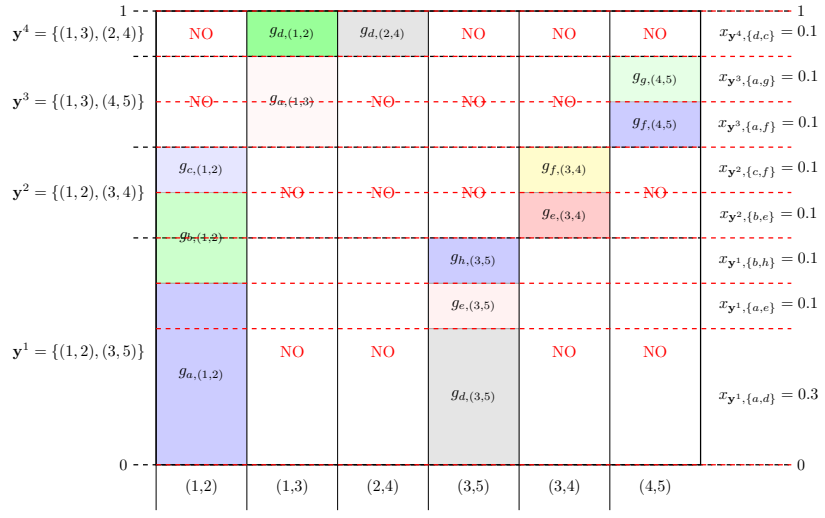 1 1
𝐲⁴ = {(1, 3), (2, 4)} NO g_{d,(1,2)} g_{d,(2,4)} NO NO NO x_{𝐲⁴,{d,c}} = 0.1
g_{g,(4,5)} x_{𝐲³,{a,g}} = 0.1
𝐲³ = {(1, 3), (4, 5)} NO g_{a,(1,3)} NO NO NO
g_{f,(4,5)} x_{𝐲³,{a,f}} = 0.1
g_{c,(1,2)} g_{f,(3,4)} x_{𝐲²,{c,f}} = 0.1
𝐲² = {(1, 2), (3, 4)} NO NO NO NO
g_{b,(1,2)} g_{e,(3,4)} x_{𝐲²,{b,e}} = 0.1
g_{h,(3,5)} x_{𝐲¹,{b,h}} = 0.1
g_{e,(3,5)} x_{𝐲¹,{a,e}} = 0.1
𝐲¹ = {(1, 2), (3, 5)} NO NO NO NO
g_{a,(1,2)} g_{d,(3,5)} x_{𝐲¹,{a,d}} = 0.3
0 0
(1,2) (1,3) (2,4) (3,5) (3,4) (4,5)